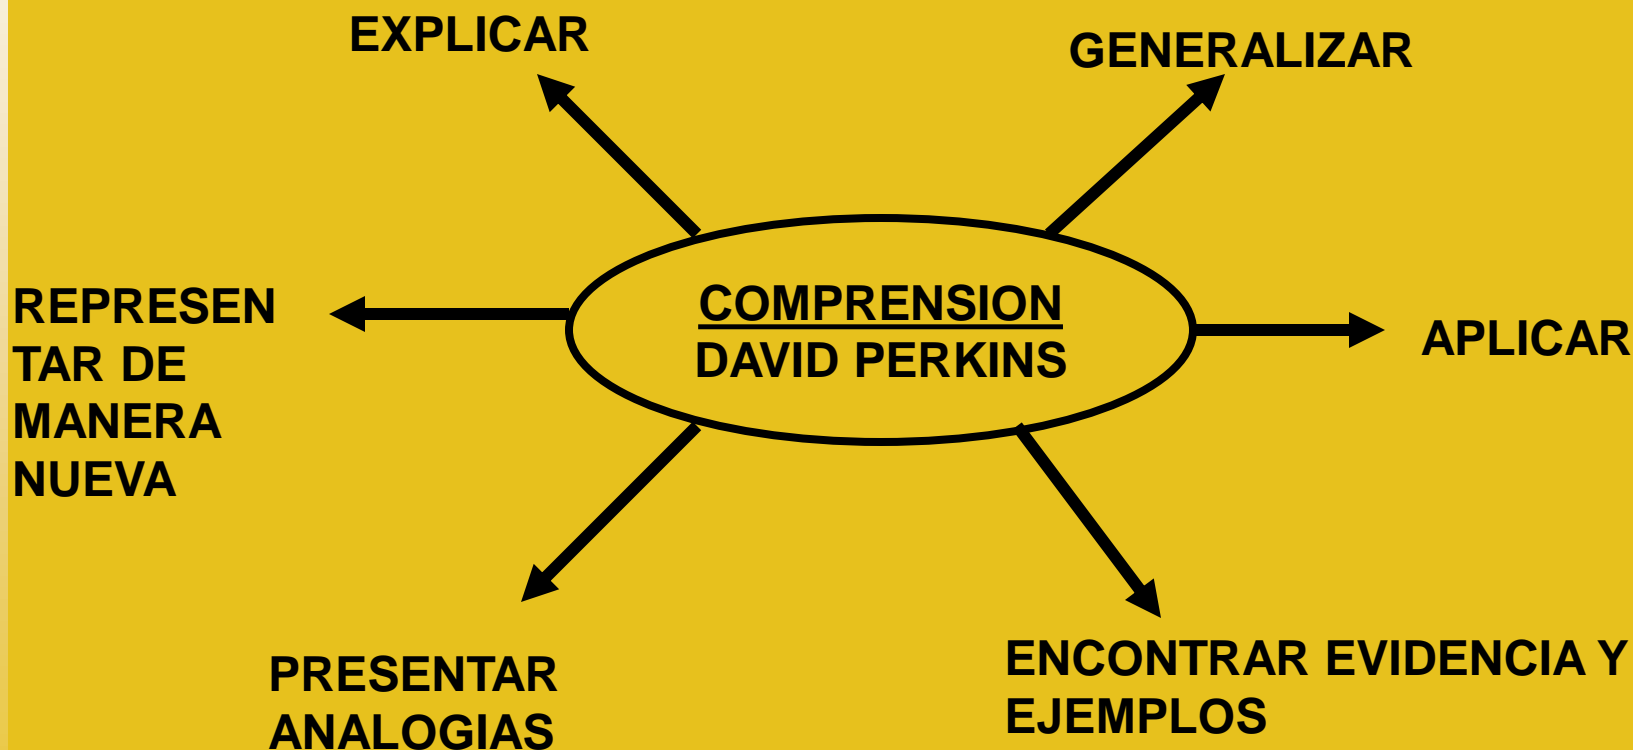 EXPLICAR
GENERALIZAR
REPRESEN
TAR DE
MANERA
NUEVA
COMPRENSION
DAVID PERKINS
APLICAR
PRESENTAR
ANALOGIAS
ENCONTRAR EVIDENCIA Y
EJEMPLOS